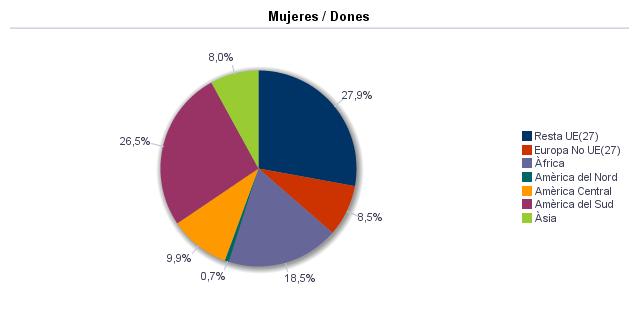 Mujeres / Dones
8,0%
27,9%
26,5%
8,5%
9,9%
0,7%
18,5%
Resta UE(27)
Europa No UE(27)
Àfrica
Amèrica del Nord
Amèrica Central
Amèrica del Sud
Àsia